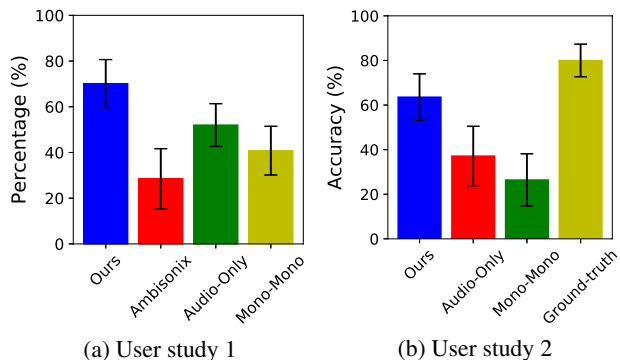 100
80
60
40
20
0
Percentage (%)
Ours
Ambisonix
Audio-Only
Mono-Mono
(a) User study 1
100
80
60
40
20
0
Accuracy (%)
Ours
Audio-Only
Mono-Mono
Ground-truth
(b) User study 2